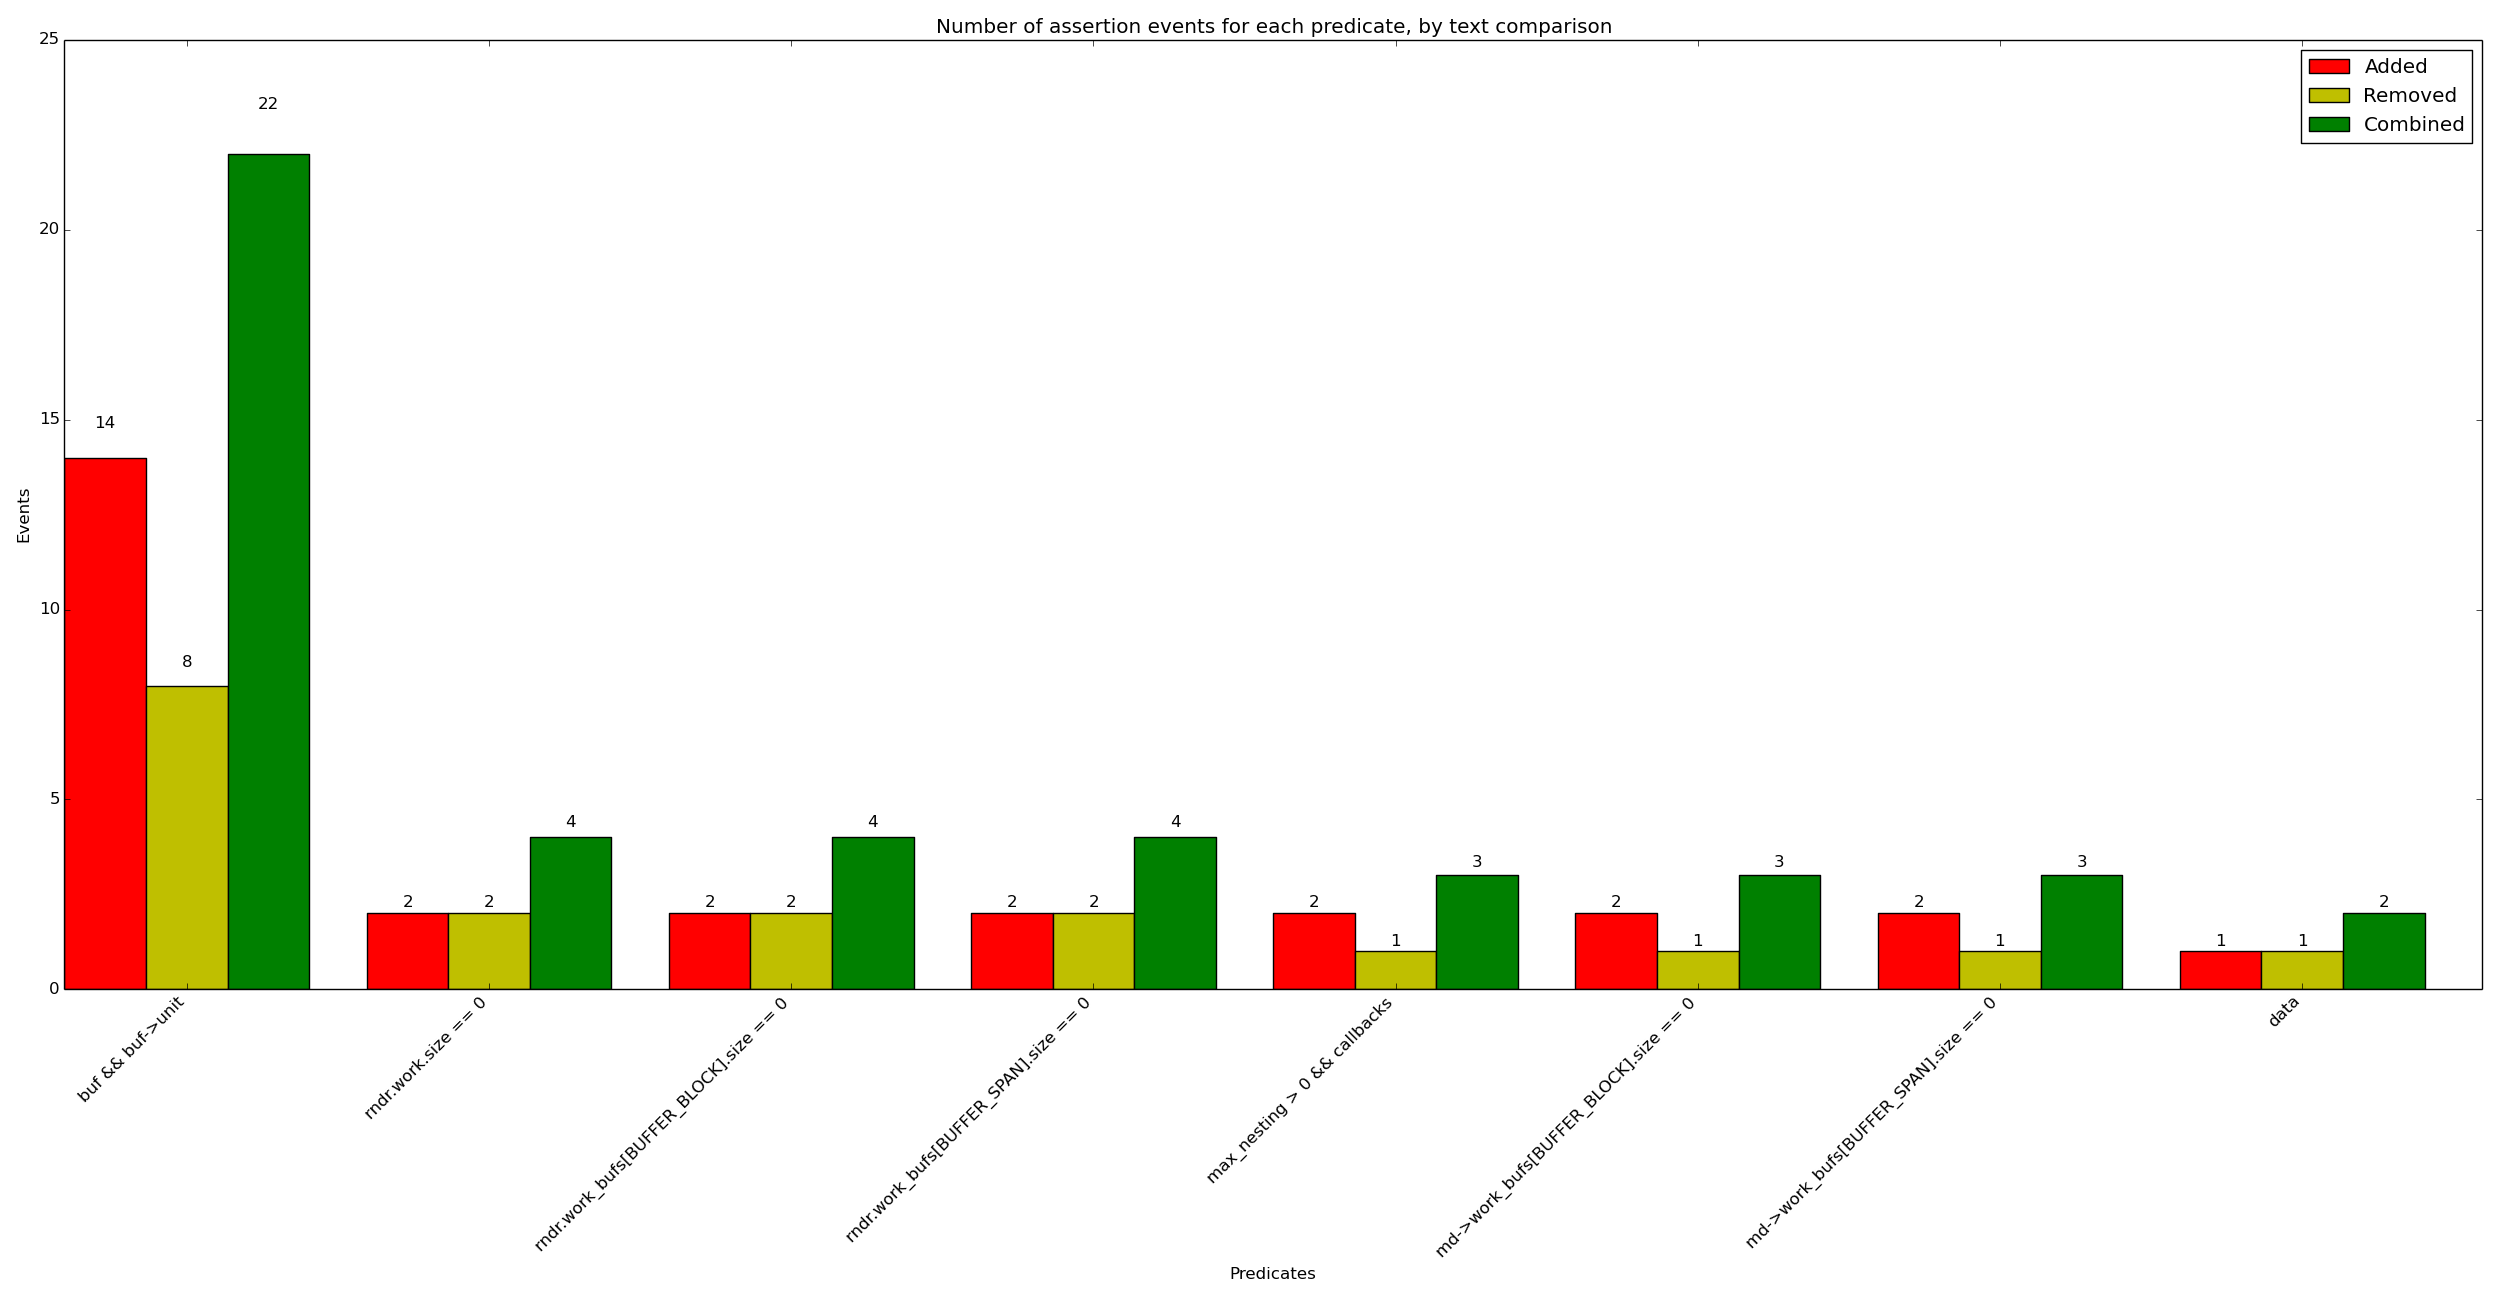 Number of assertion events for each predicate, by text comparison
25
20
15
10
5
0
Events
Added
Removed
Combined
14
8
22
2
2
4
2
2
4
2
2
4
2
1
3
2
1
3
2
1
3
1
1
2
buf && buf->unit
rndr.work.size == 0
rndr.work_bufs[BUFFER_BLOCK].size == 0
rndr.work_bufs[BUFFER_SPAN].size == 0
max_nesting > 0 && callbacks
md->work_bufs[BUFFER_BLOCK].size == 0
md->work_bufs[BUFFER_SPAN].size == 0
data
Predicates